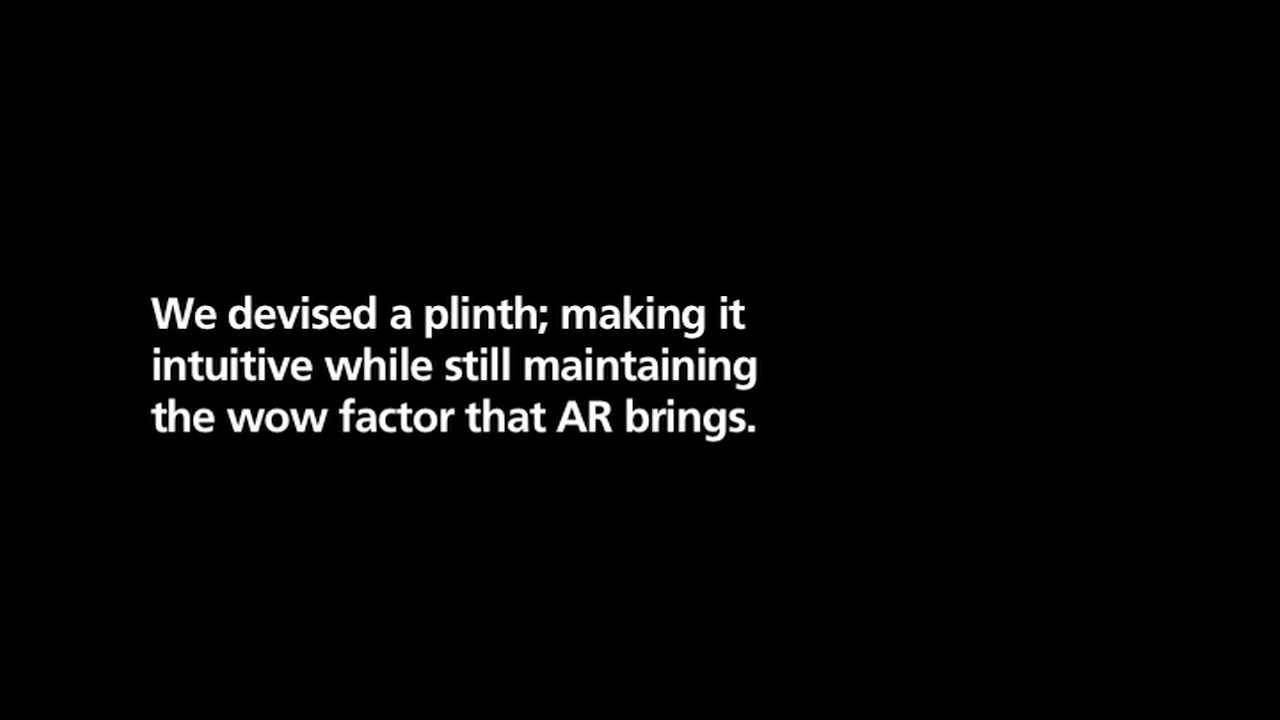 We devised a plinth; making it
intuitive while still maintaining
the wow factor that AR brings.